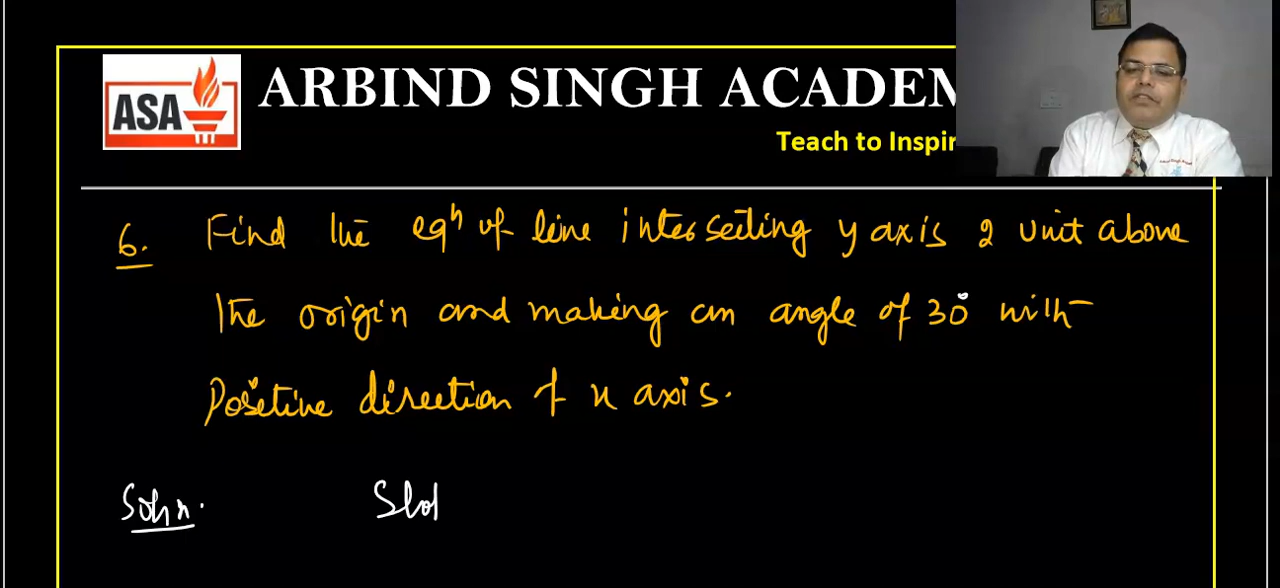 ASA
ARBIND SINGH ACADEM
Teach to Inspir
6. Find the eqn of line intersecting y axis 2 unit above
the origin and making an angle of 30° with
Positive direction of x axis.
Soln. Slop